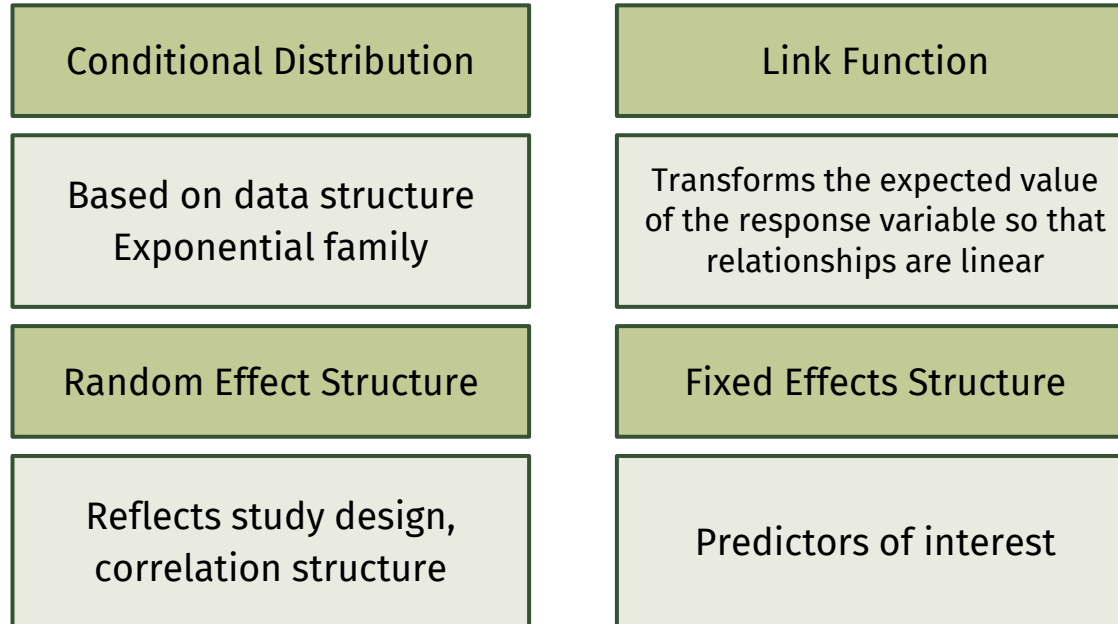 Conditional Distribution
Based on data structure
Exponential family
Link Function
Transforms the expected value
of the response variable so that
relationships are linear
Random Effect Structure
Reflects study design,
correlation structure
Fixed Effects Structure
Predictors of interest